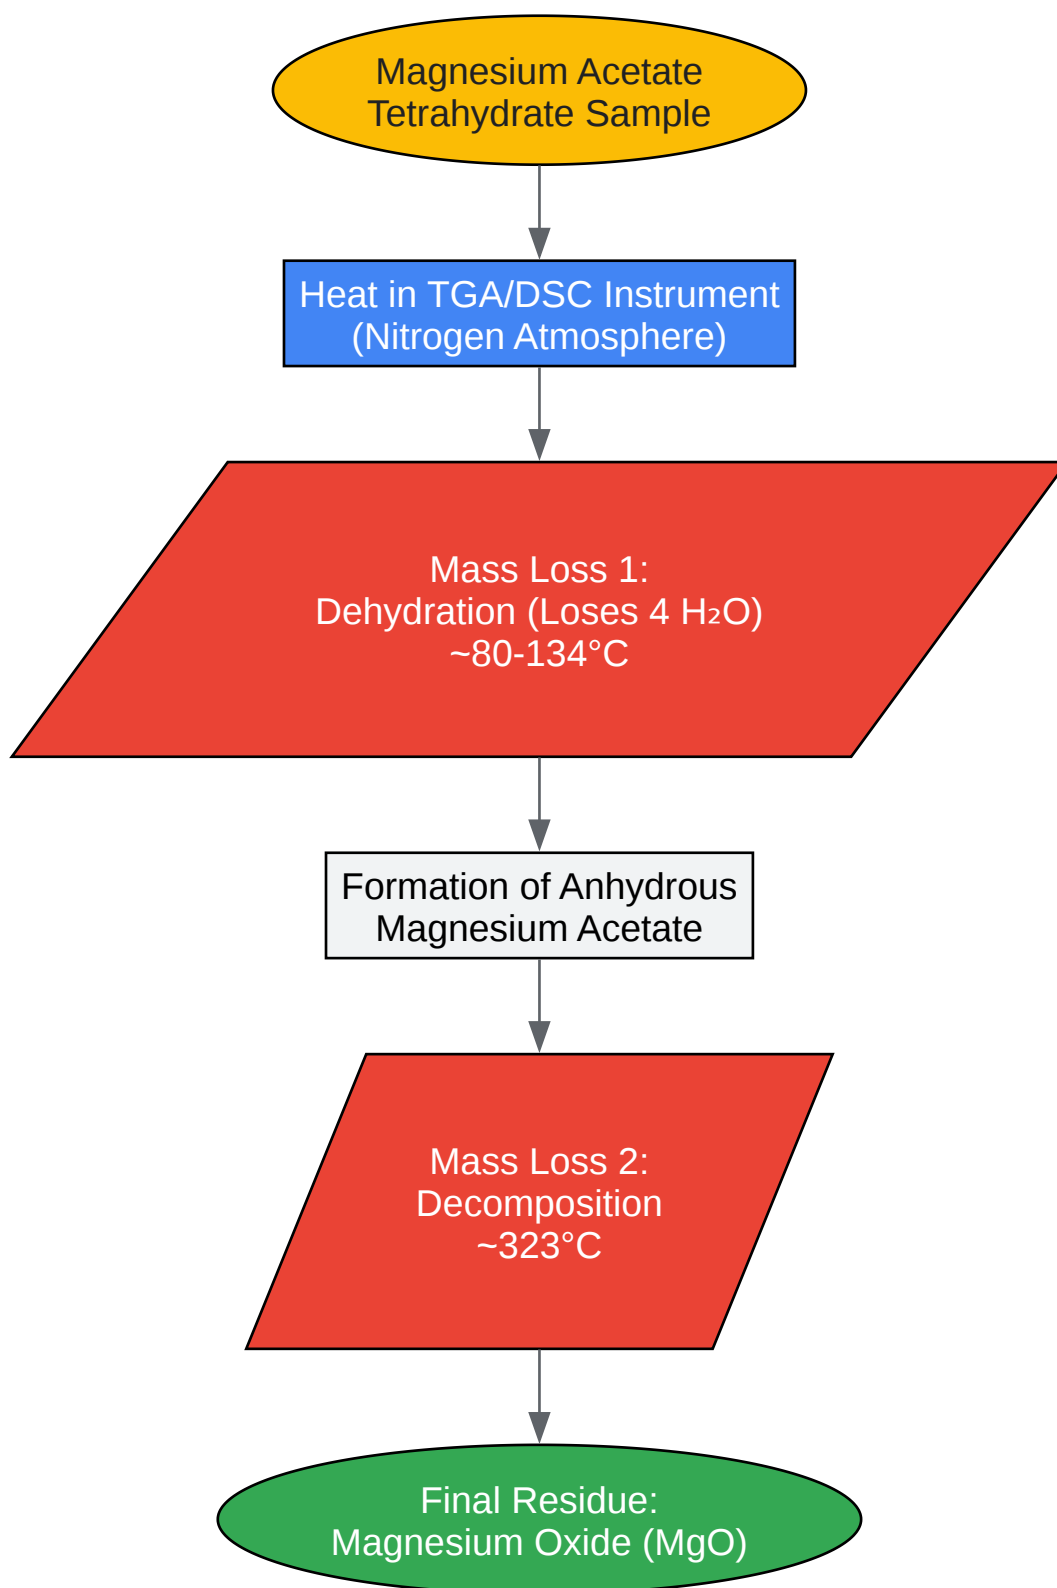 Magnesium Acetate
Tetrahydrate Sample
Heat in TGA/DSC Instrument
(Nitrogen Atmosphere)
Mass Loss 1:
Dehydration (Loses 4 H₂O)
~80-134°C
Formation of Anhydrous
Magnesium Acetate
Mass Loss 2:
Decomposition
~323°C
Final Residue:
Magnesium Oxide (MgO)